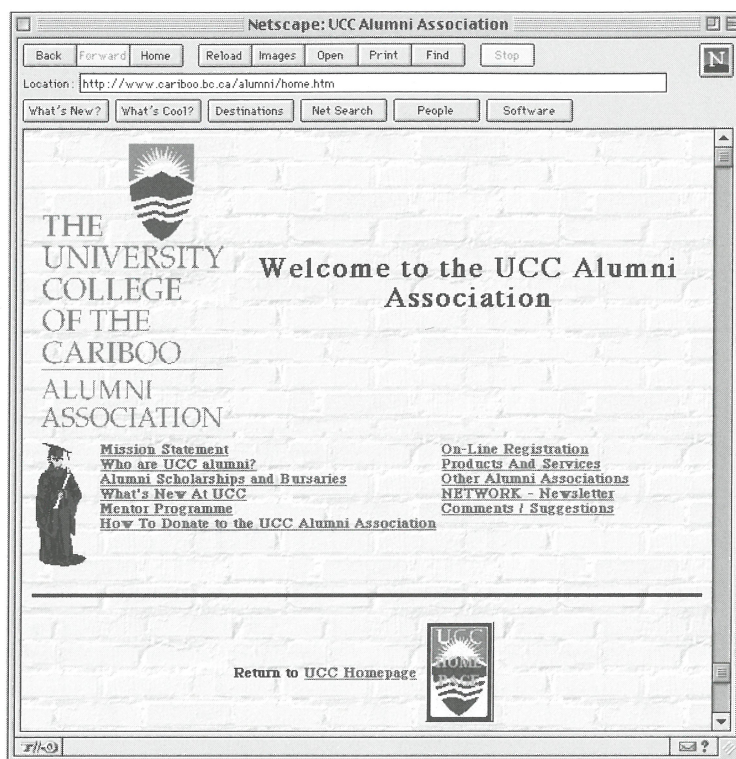 Netscape: UCC Alumni Association
Back Forward Home Reload Images Open Print Find Stop
N
Location: http://www.cariboo.bc.ca/alumni/home.htm
What's New? What's Cool? Destinations Net Search People Software
THE
UNIVERSITY
COLLEGE
OF THE
CARIBOO
ALUMNI
ASSOCIATION
Welcome to the UCC Alumni
Association
Mission Statement
Who are UCC alumni?
Alumni Scholarships and Bursaries
What's New At UCC
Mentor Programme
How To Donate to the UCC Alumni Association
On-Line Registration
Products And Services
Other Alumni Associations
NETWORK - Newsletter
Comments / Suggestions
Return to UCC Homepage
UCC
HOME
PAGE
?